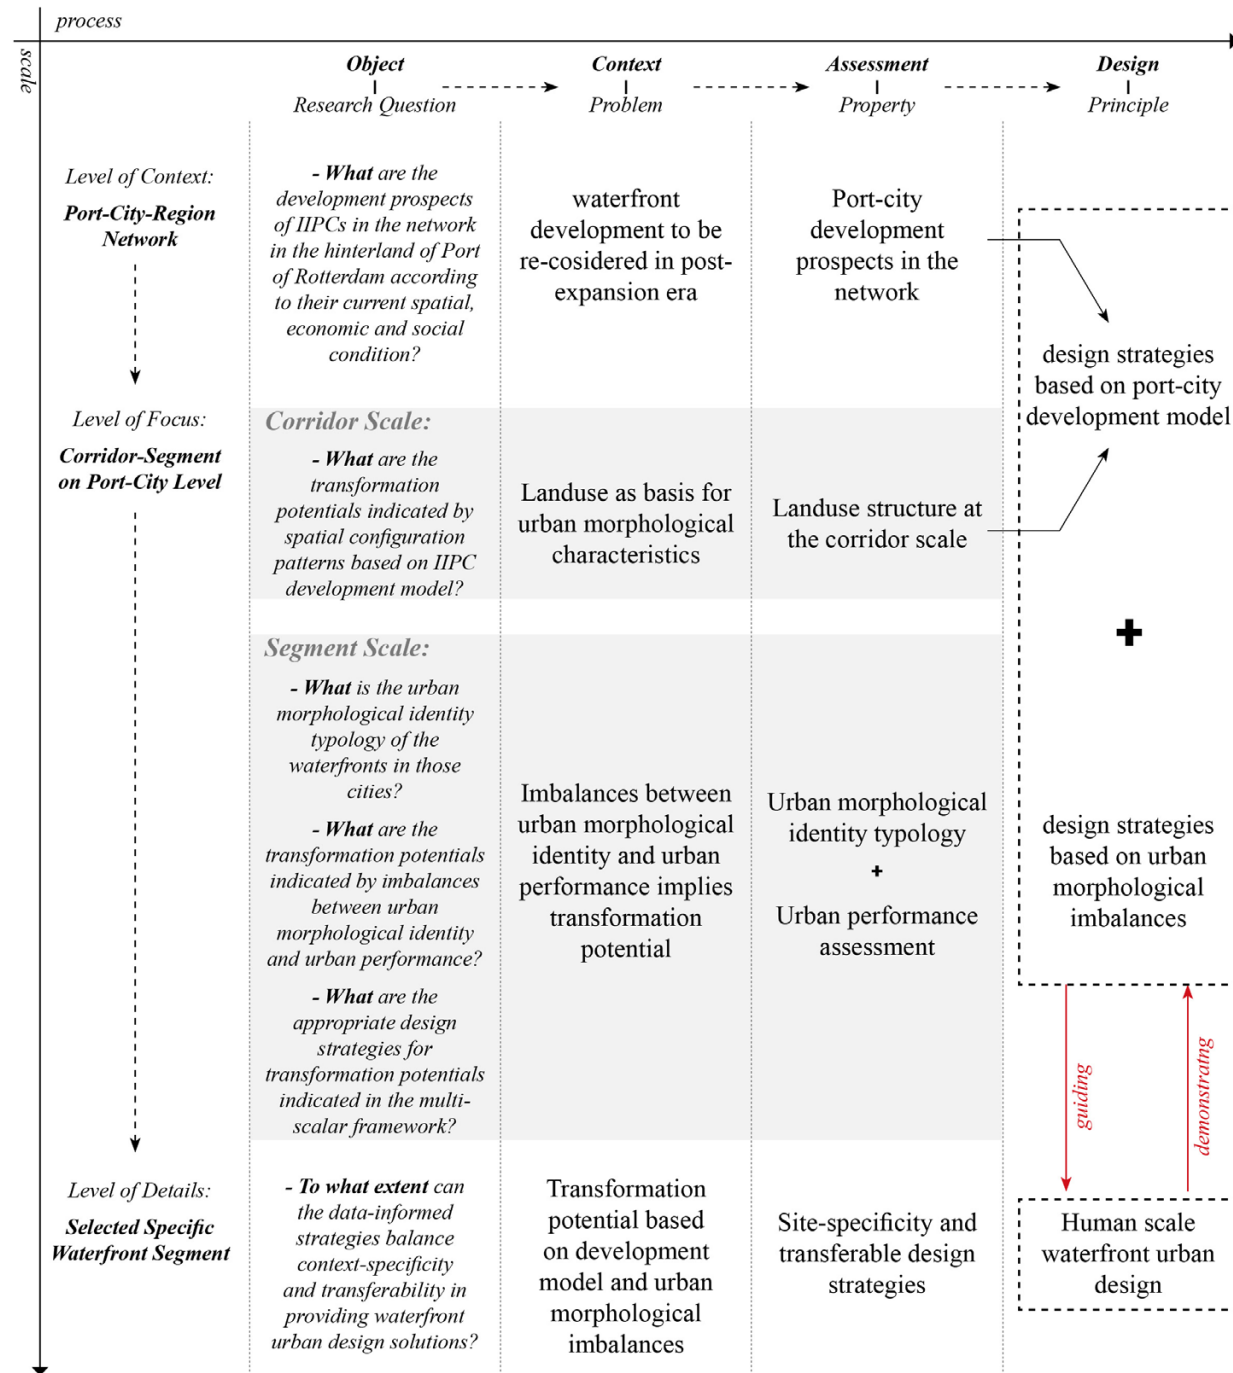 process
scale
Object
Research Question
Context
Problem
Assessment
Property
Design
Principle
Level of Context:
Port-City-Region
Network
- What are the
development prospects
of IIPCs in the network
in the hinterland of Port
of Rotterdam according
to their current spatial,
economic and social
condition?
waterfront
development to be
re-cosidered in post-
expansion era
Port-city
development
prospects in the
network
design strategies
based on port-city
development model
Level of Focus:
Corridor-Segment
on Port-City Level
Corridor Scale:
- What are the
transformation
potentials indicated by
spatial configuration
patterns based on IIPC
development model?
Landuse as basis for
urban morphological
characteristics
Landuse structure at
the corridor scale
+
Segment Scale:
- What is the urban
morphological identity
typology of the
waterfronts in those
cities?
- What are the
transformation potentials
indicated by imbalances
between urban
morphological identity
and urban performance?
- What are the
appropriate design
strategies for
transformation potentials
indicated in the multi-
scalar framework?
Imbalances between
urban morphological
identity and urban
performance implies
transformation
potential
Urban morphological
identity typology
+
Urban performance
assessment
design strategies
based on urban
morphological
imbalances
guiding
demonstratng
Level of Details:
Selected Specific
Waterfront Segment
- To what extent can
the data-informed
strategies balance
context-specificity
and transferability in
providing waterfront
urban design solutions?
Transformation
potential based
on development
model and urban
morphological
imbalances
Site-specificity and
transferable design
strategies
Human scale
waterfront urban
design